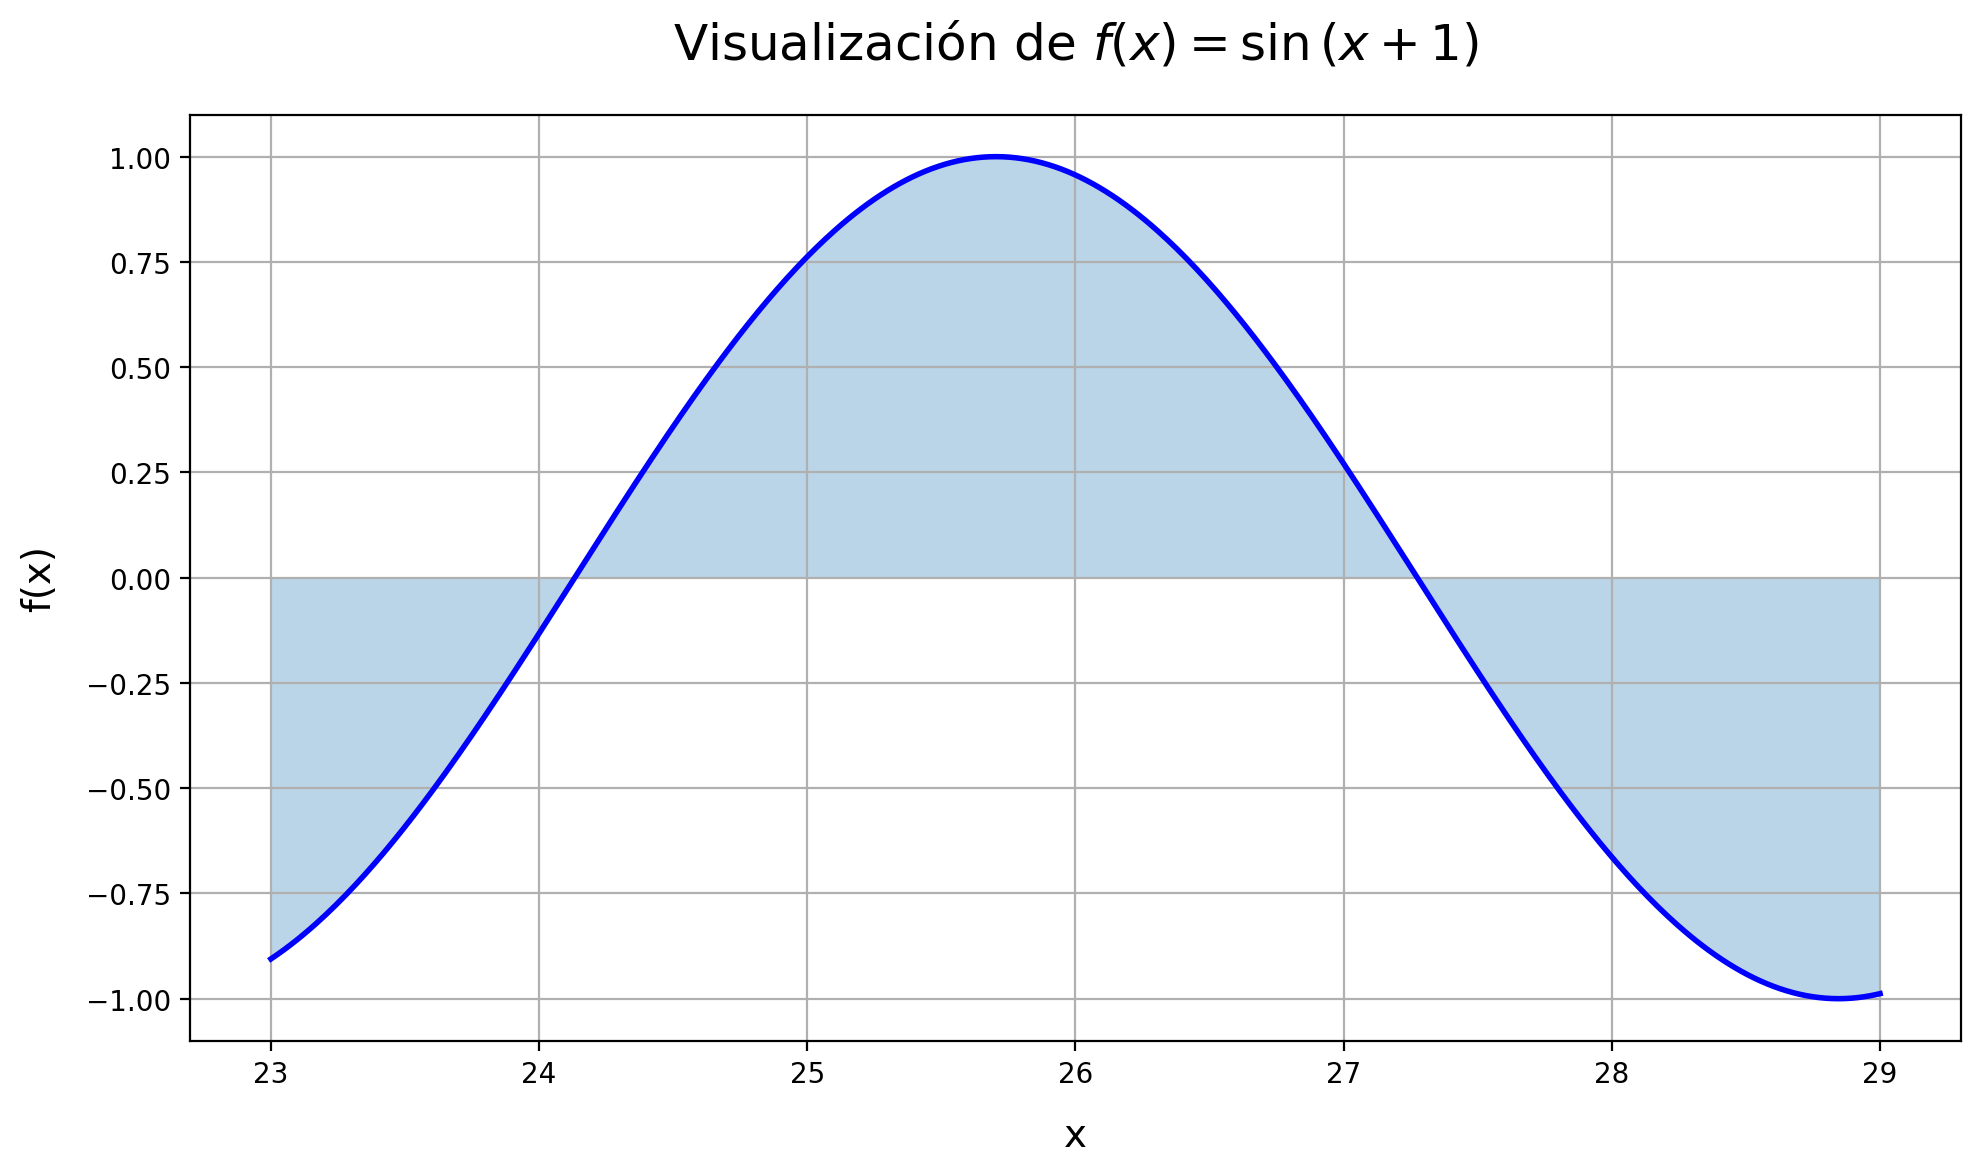 Visualización de f(x) = sin (x + 1)
1.00
0.75
0.50
0.25
0.00
−0.25
−0.50
−0.75
−1.00
f(x)
23 24 25 26 27 28 29
x